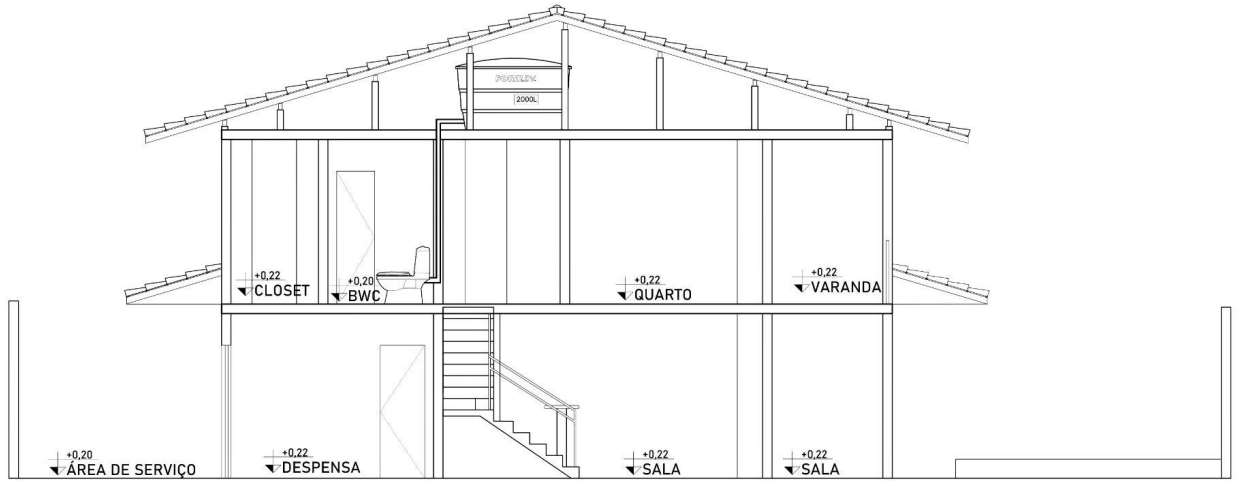 FORTLEV
2000L
+0,22
CLOSET
+0,20
BWC
+0,22
QUARTO
+0,22
VARANDA
+0,20
ÁREA DE SERVIÇO
+0,22
DESPENSA
+0,22
SALA
+0,22
SALA